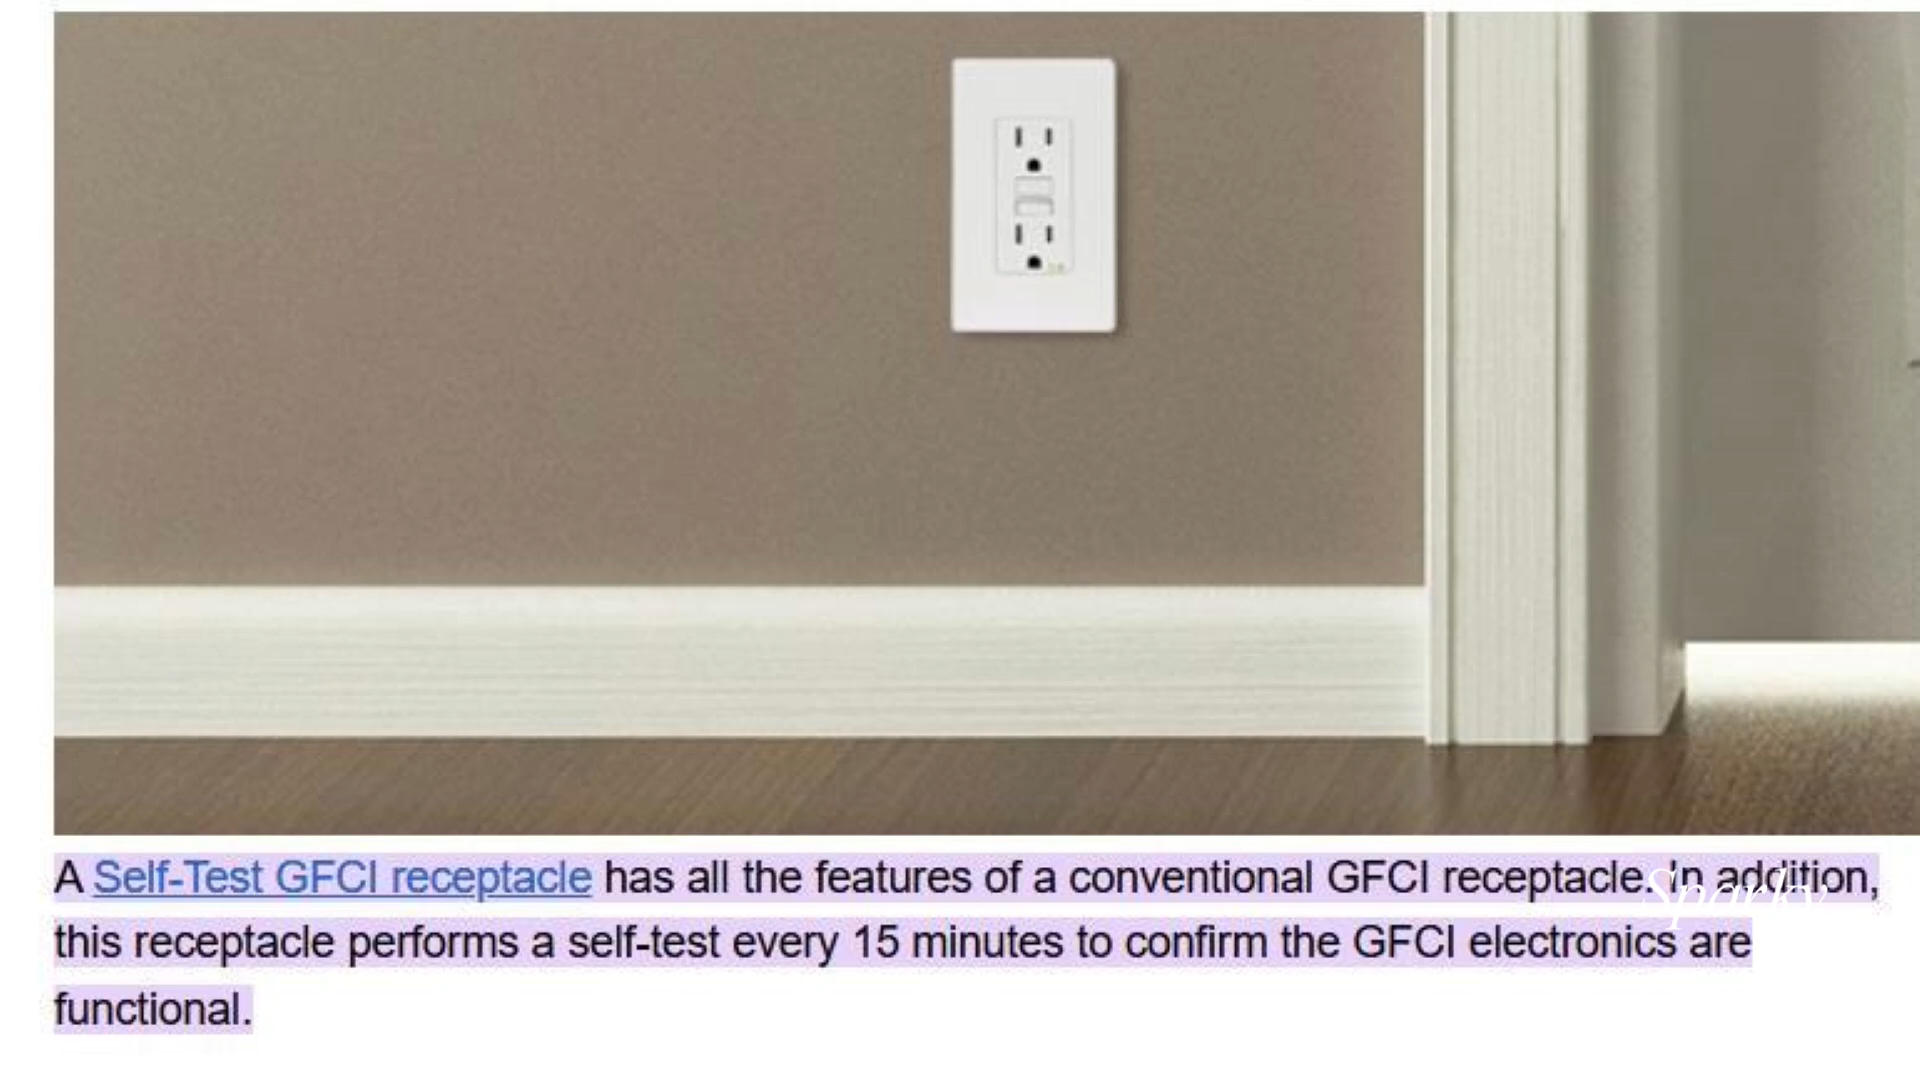 A Self-Test GFCI receptacle has all the features of a conventional GFCI receptacle. In addition,
this receptacle performs a self-test every 15 minutes to confirm the GFCI electronics are
functional.
Sparky